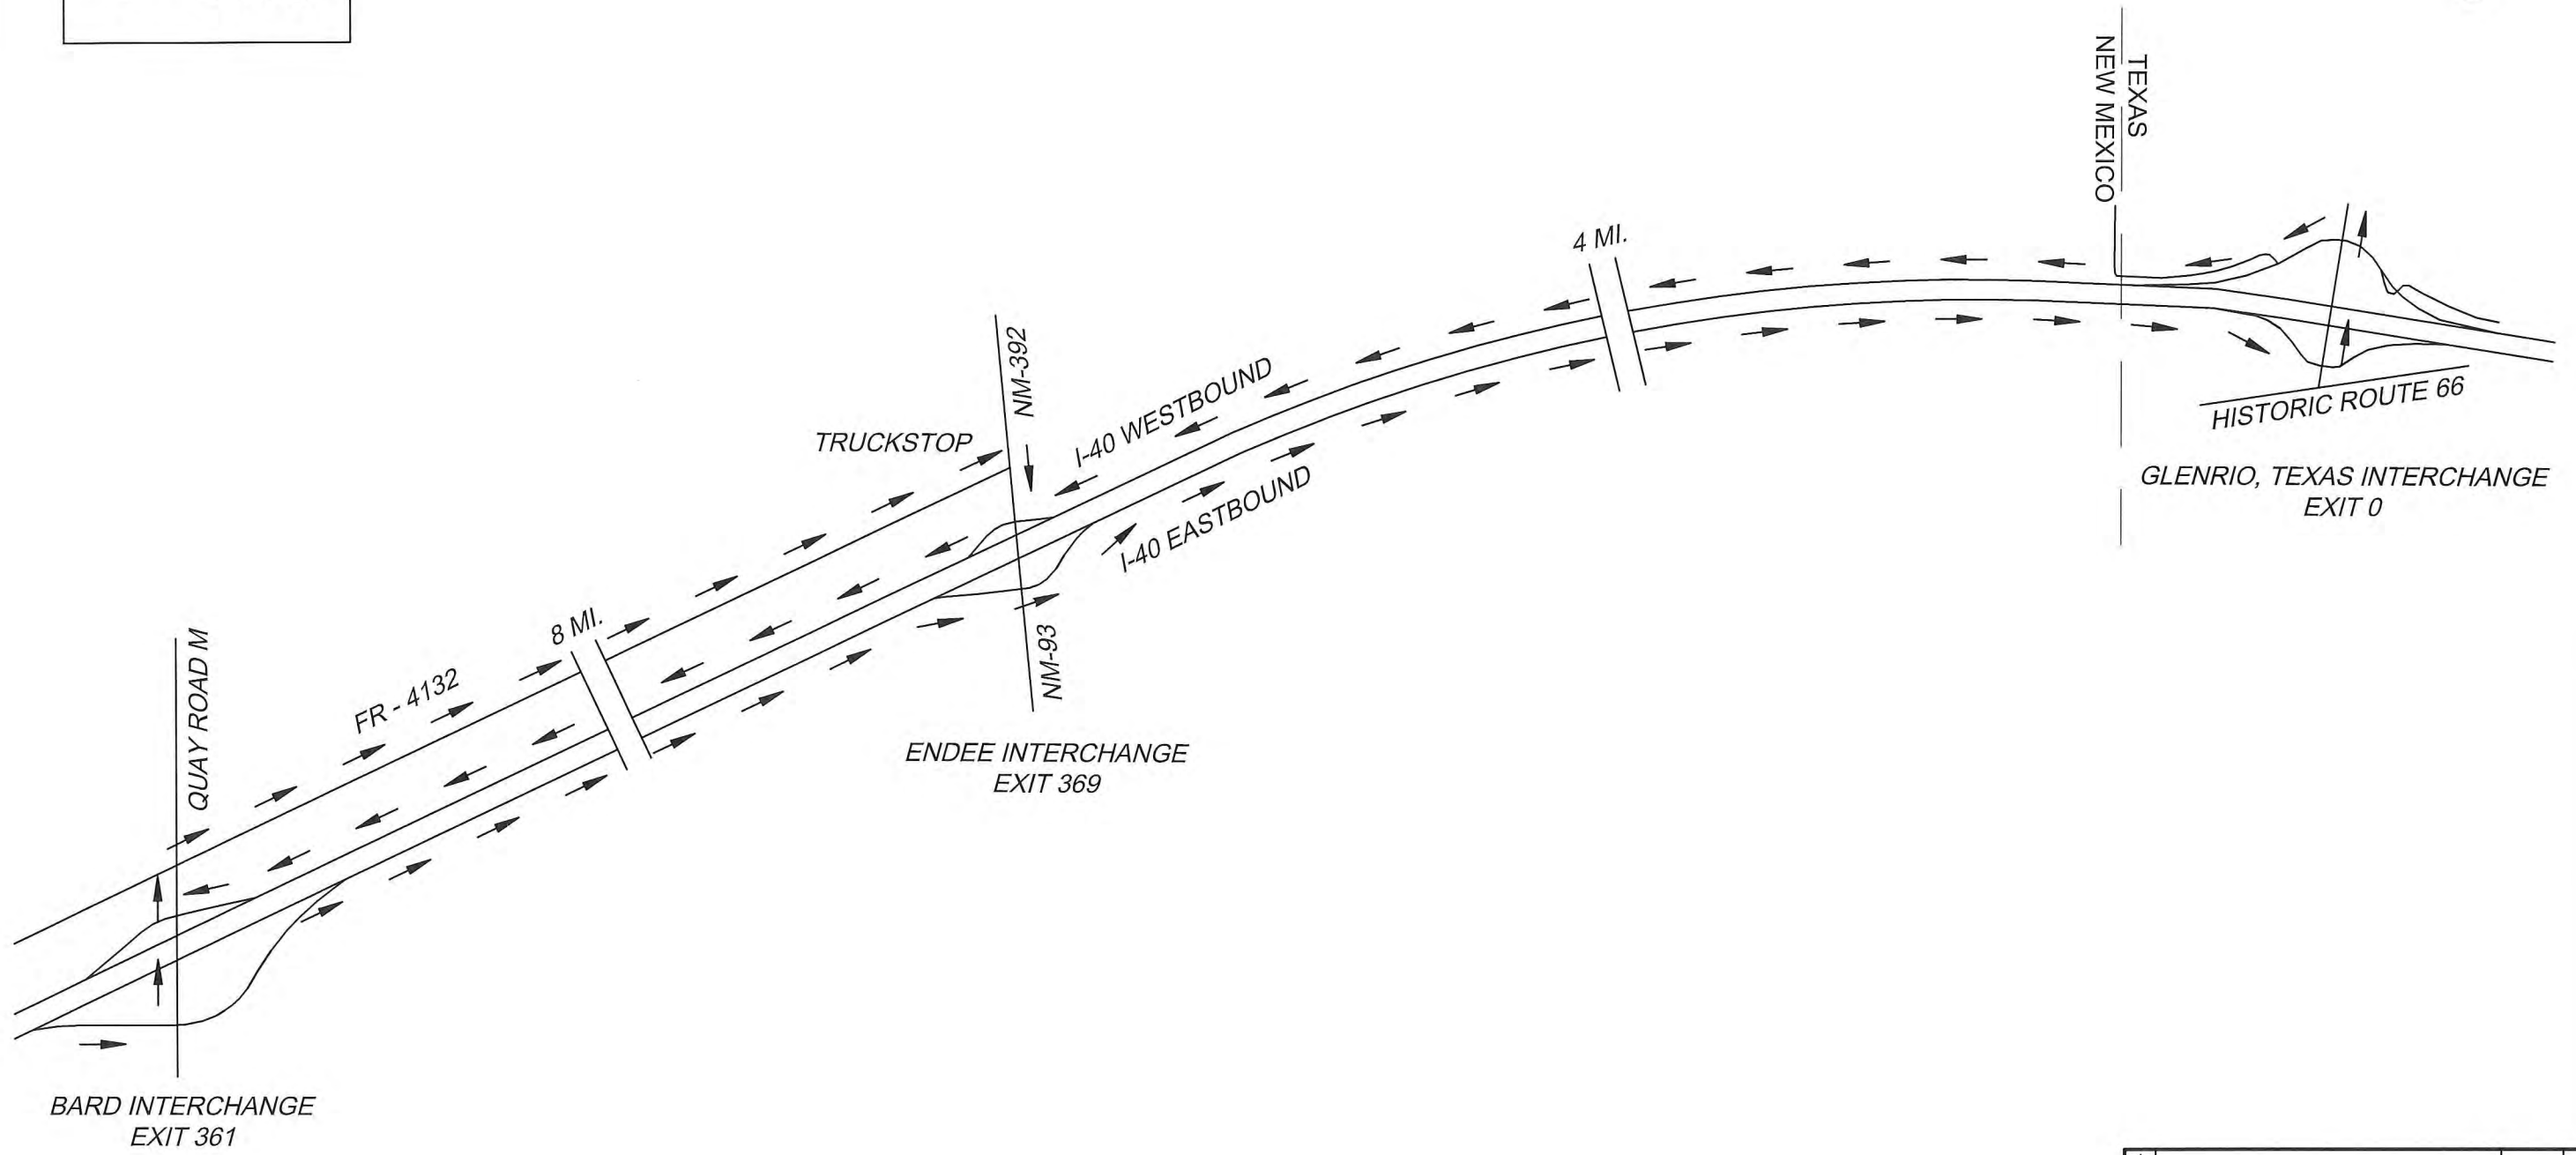 TEXAS
NEW MEXICO
4 MI.
NM-392
I-40 WESTBOUND
HISTORIC ROUTE 66
TRUCKSTOP
GLENRIO, TEXAS INTERCHANGE
EXIT 0
I-40 EASTBOUND
8 MI.
NM-93
QUAY ROAD M
FR - 4132
ENDEE INTERCHANGE
EXIT 369
BARD INTERCHANGE
EXIT 361